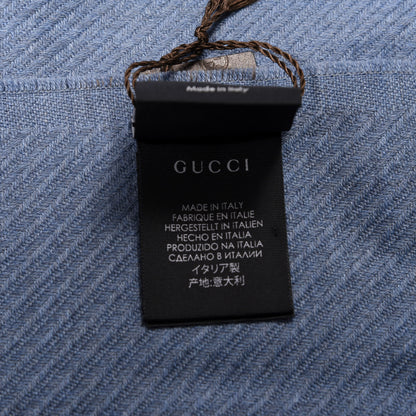 Made in Italy
GUCCI
MADE IN ITALY
FABRIQUE EN ITALIE
HERGESTELLT IN ITALIEN
HECHO EN ITALIA
PRODUZIDO NA ITALIA
СДЕЛАНО В ИТАЛИИ
イタリア製
产地:意大利